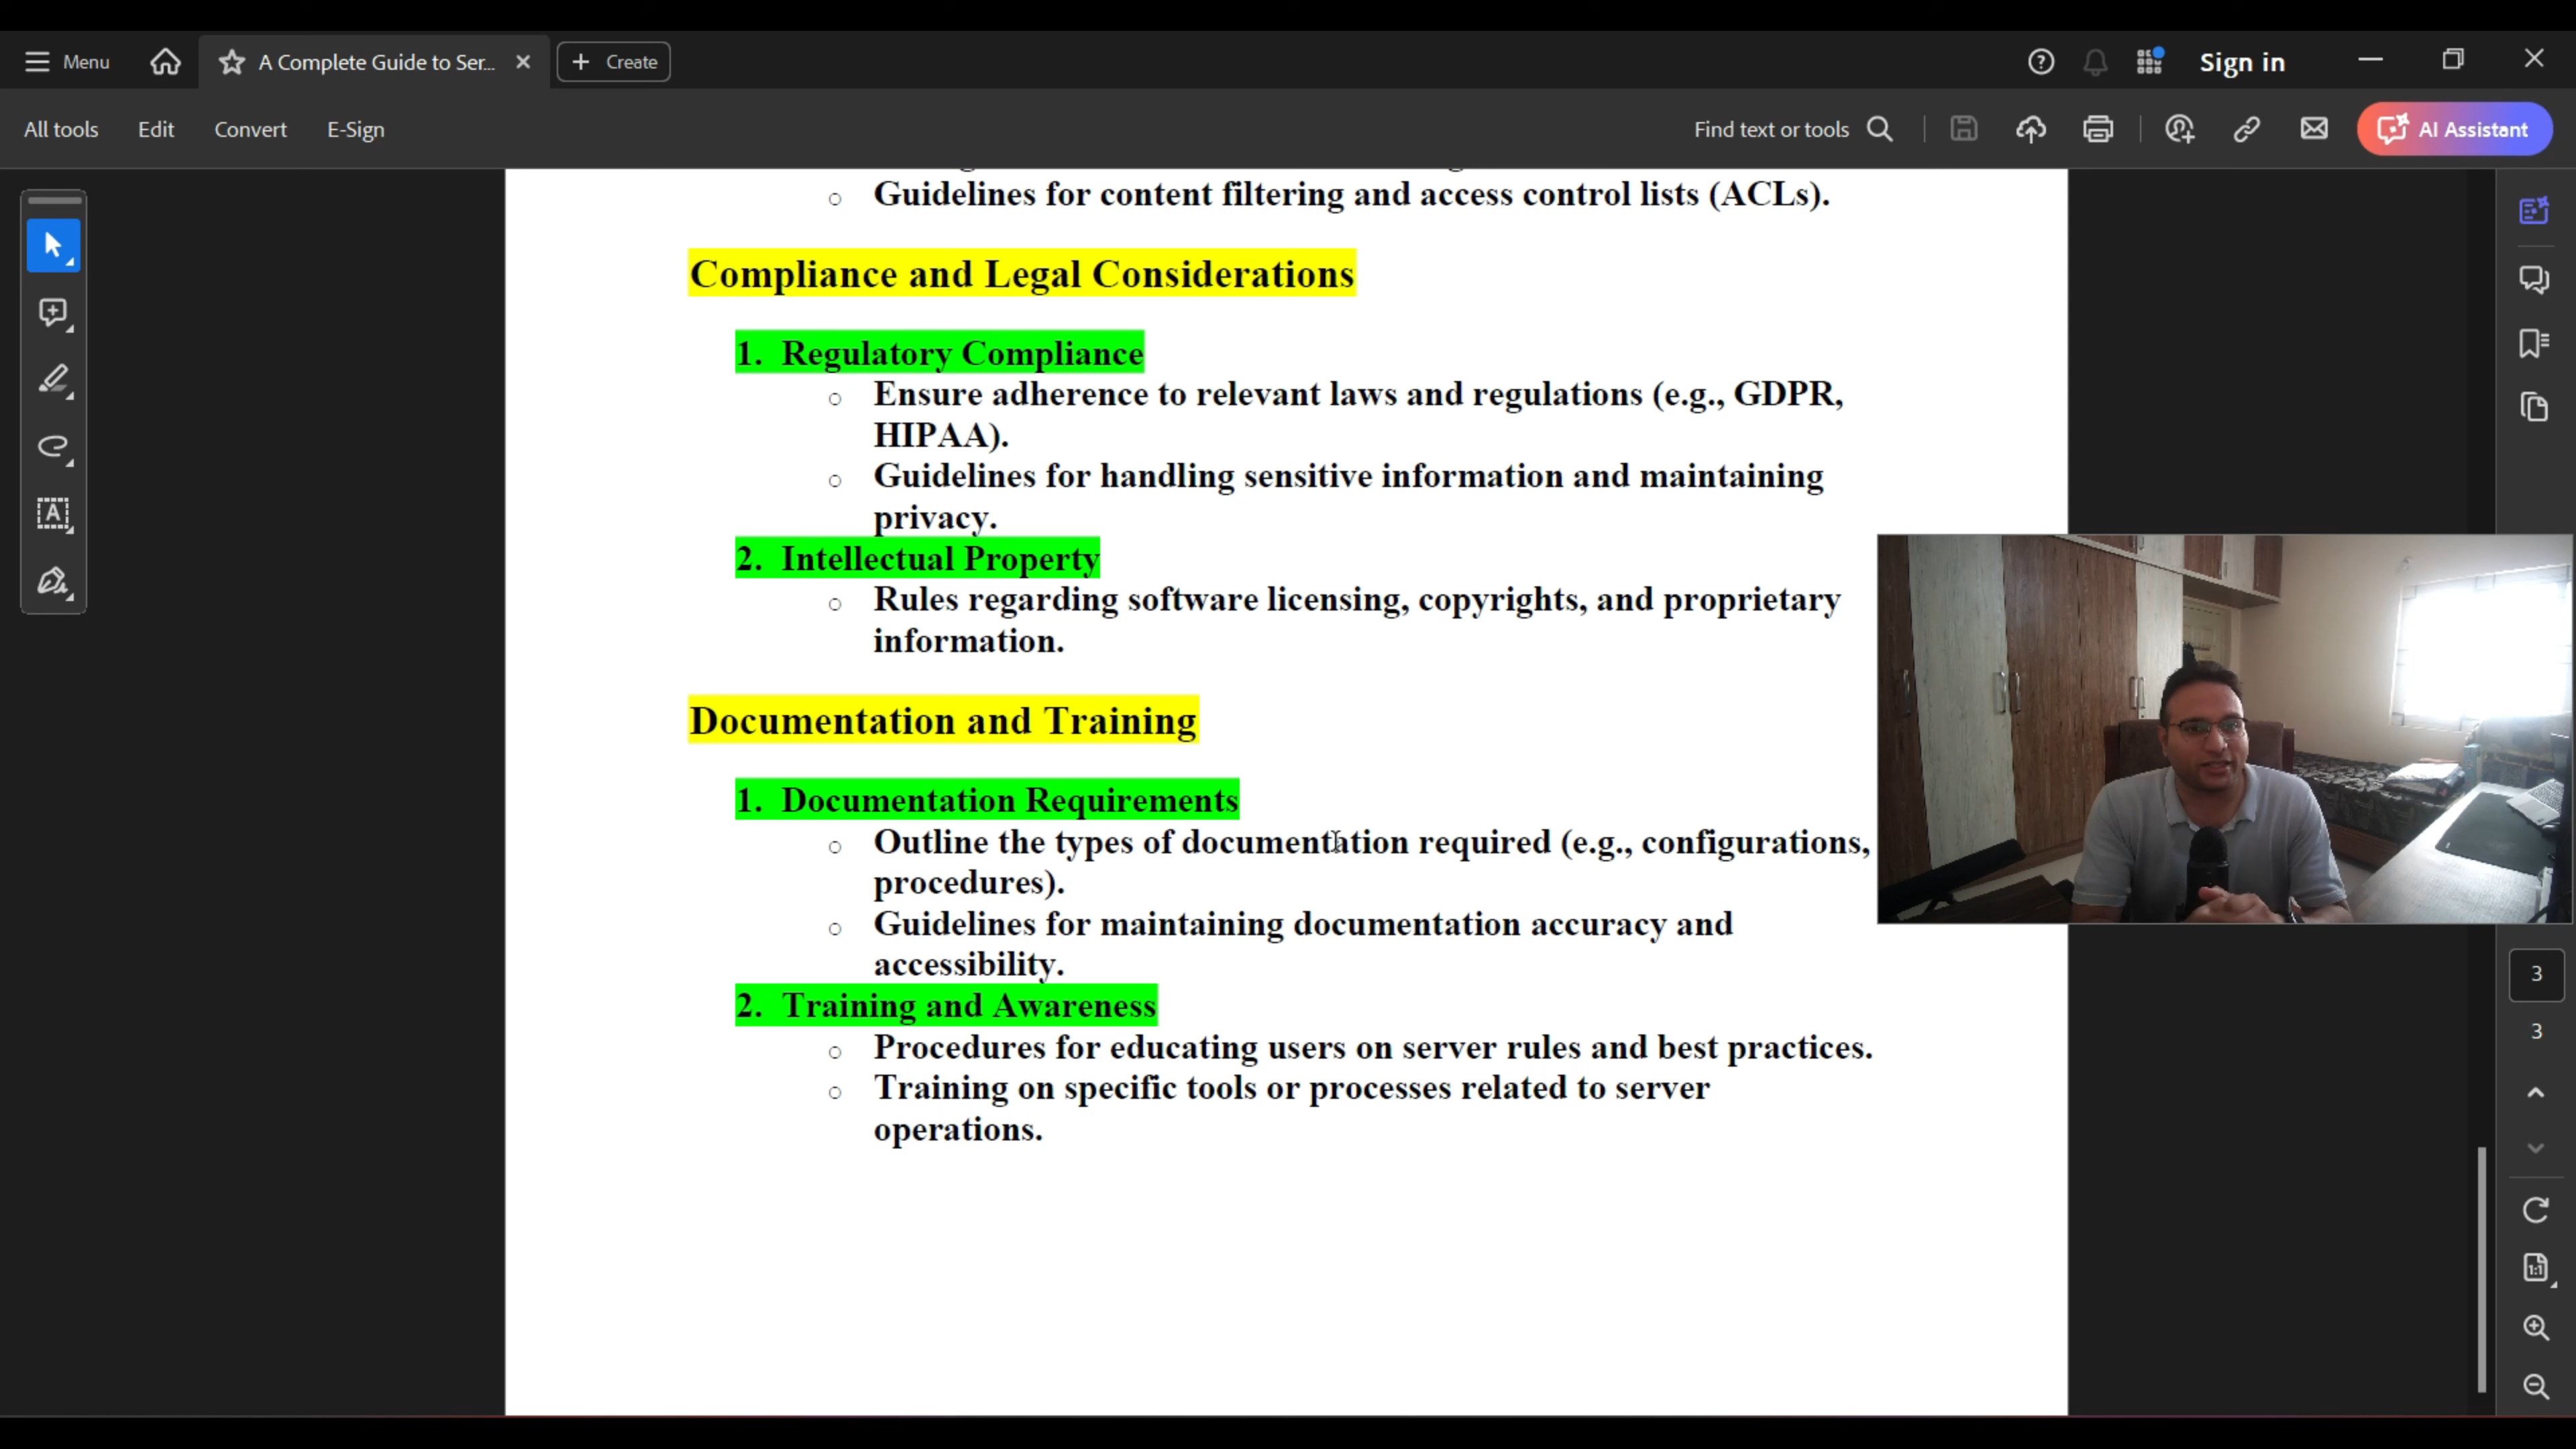 Menu
A Complete Guide to Ser...
Create
Sign in
All tools
Edit
Convert
E-Sign
Find text or tools
AI Assistant
Guidelines for content filtering and access control lists (ACLs).
Compliance and Legal Considerations
1. Regulatory Compliance
Ensure adherence to relevant laws and regulations (e.g., GDPR,
HIPAA).
Guidelines for handling sensitive information and maintaining
privacy.
2. Intellectual Property
Rules regarding software licensing, copyrights, and proprietary
information.
Documentation and Training
1. Documentation Requirements
Outline the types of documentation required (e.g., configurations,
procedures).
Guidelines for maintaining documentation accuracy and
accessibility.
2. Training and Awareness
Procedures for educating users on server rules and best practices.
Training on specific tools or processes related to server
operations.
3
3